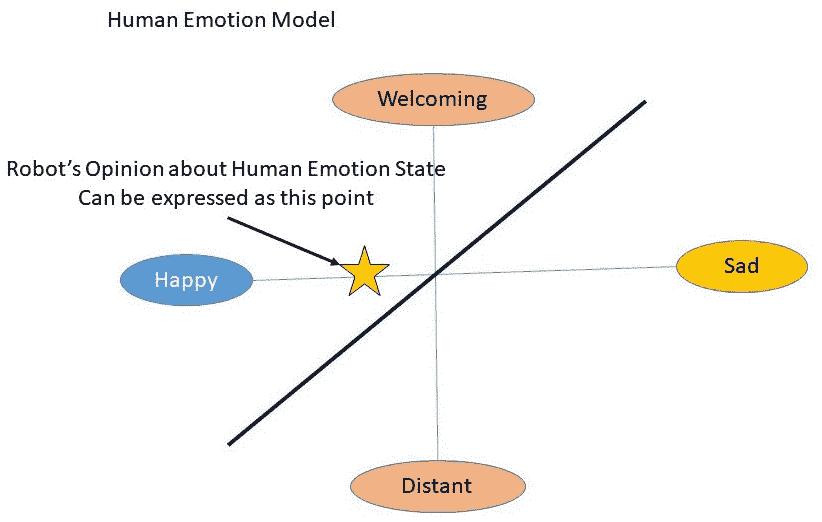 Human Emotion Model
Welcoming
Robot’s Opinion about Human Emotion State
Can be expressed as this point
Happy
Sad
Distant